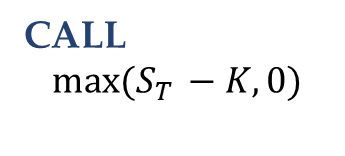 CALL
max(S_T − K, 0)